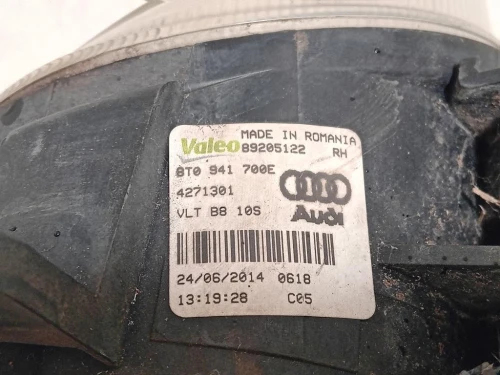 Valeo MADE IN ROMANIA
89205122 RH
8T0 941 700E
4271301
VLT B8 10S Audi
24/06/2014 0618
13:19:28 C05